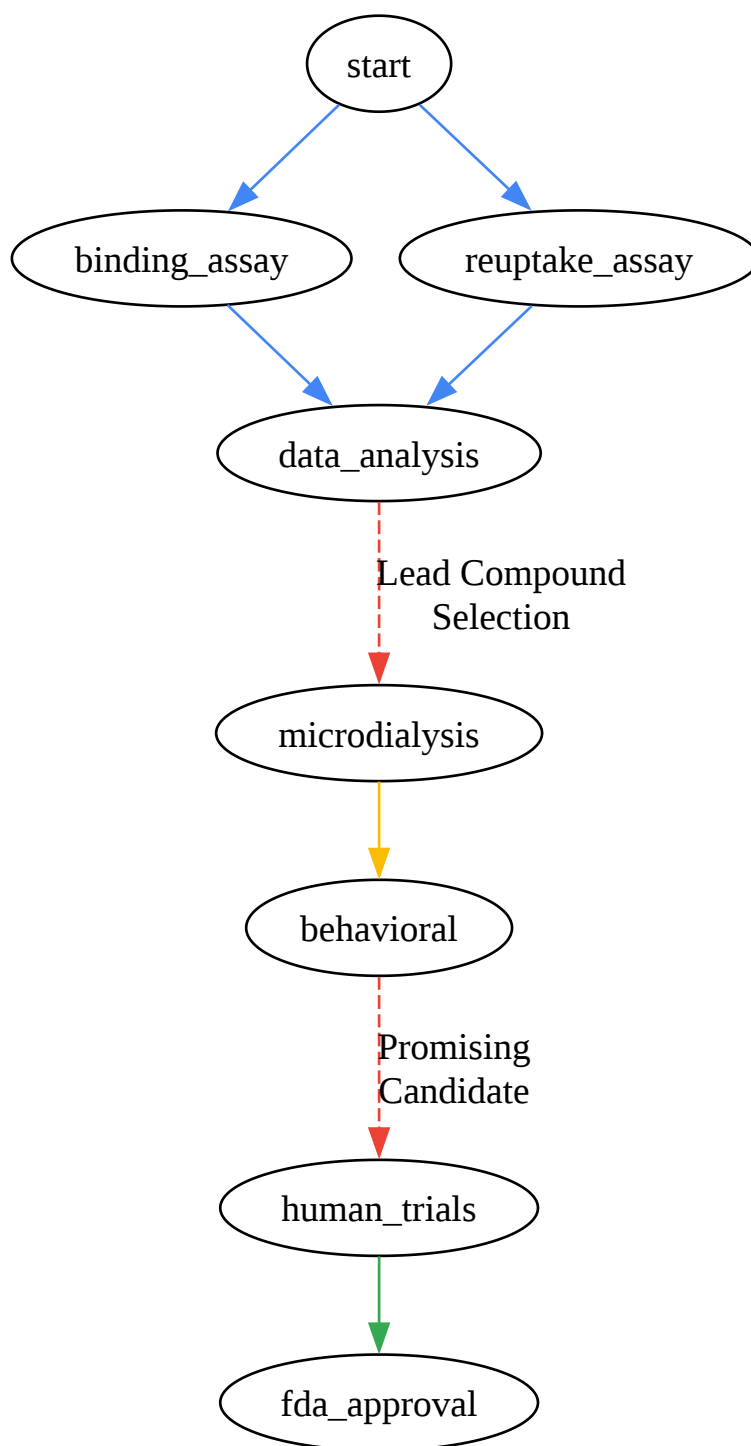 start
binding_assay
reuptake_assay
data_analysis
Lead Compound
Selection
microdialysis
behavioral
Promising
Candidate
human_trials
fda_approval